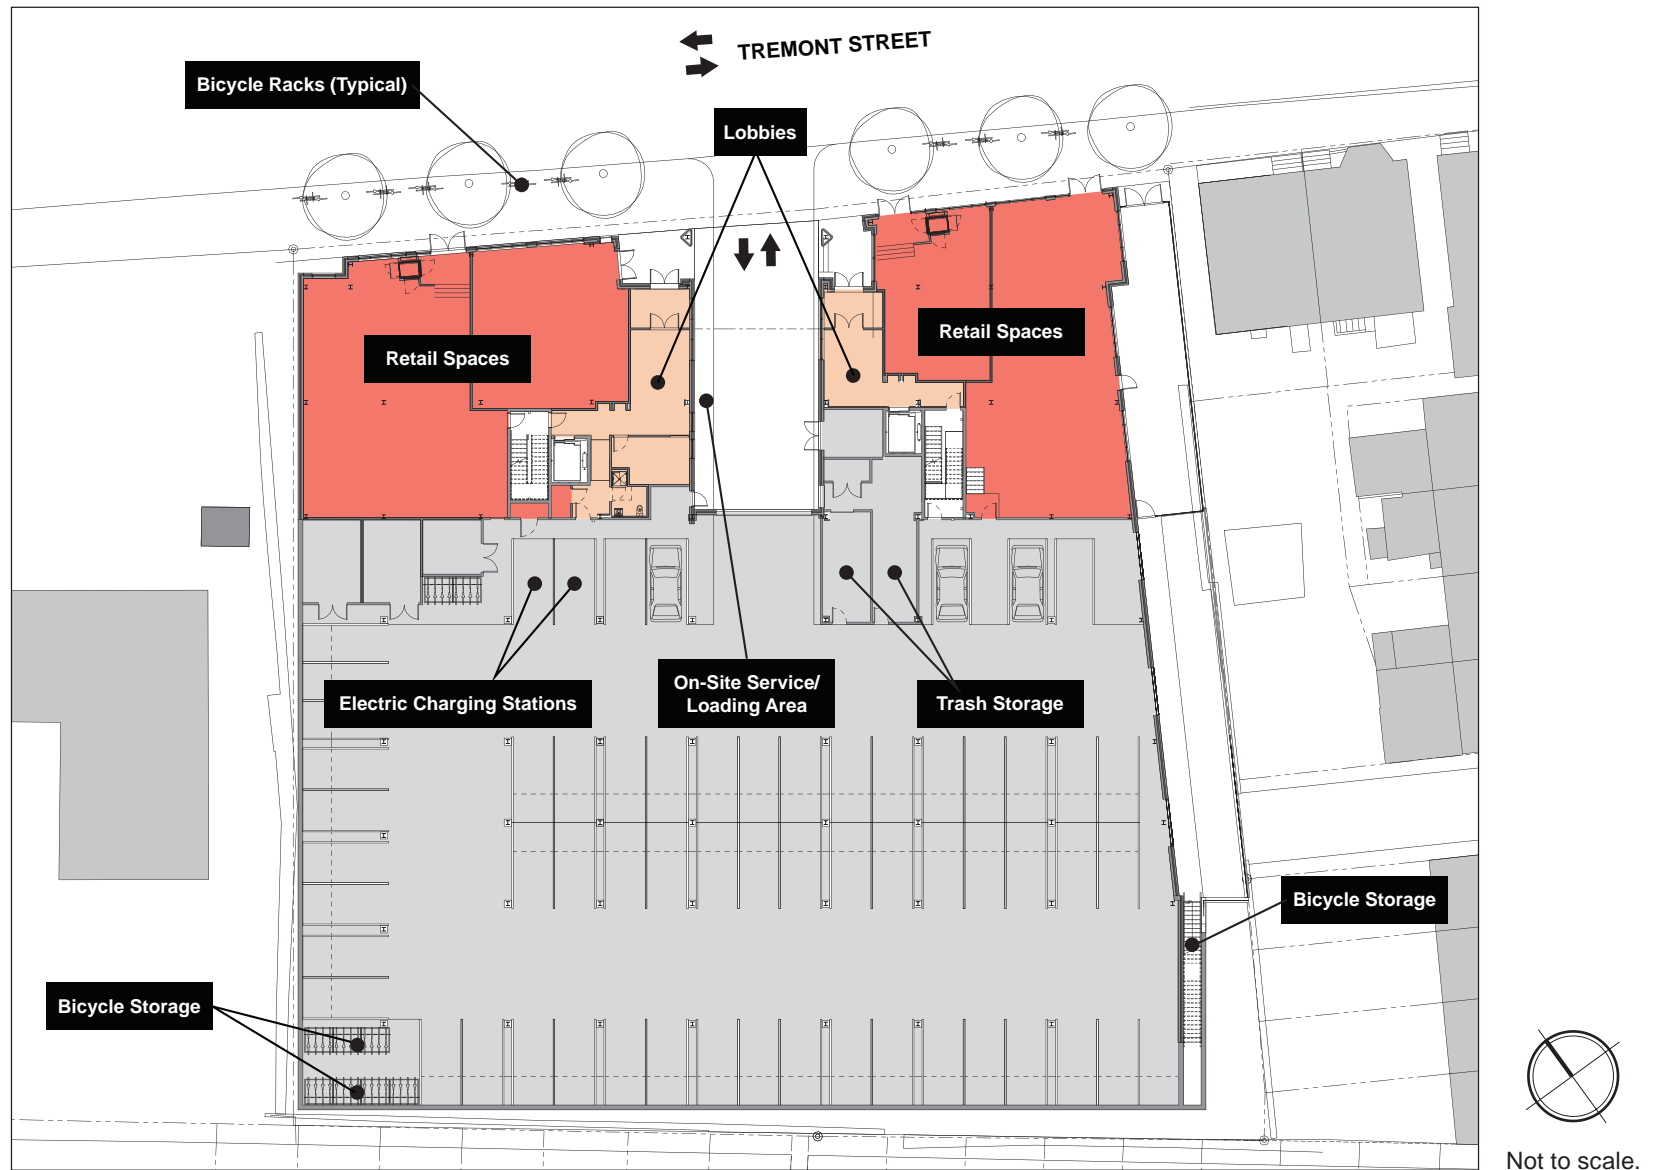 TREMONT STREET
Bicycle Racks (Typical)
Lobbies
Retail Spaces
Retail Spaces
Electric Charging Stations
On-Site Service/
Loading Area
Trash Storage
Bicycle Storage
Bicycle Storage
Not to scale.